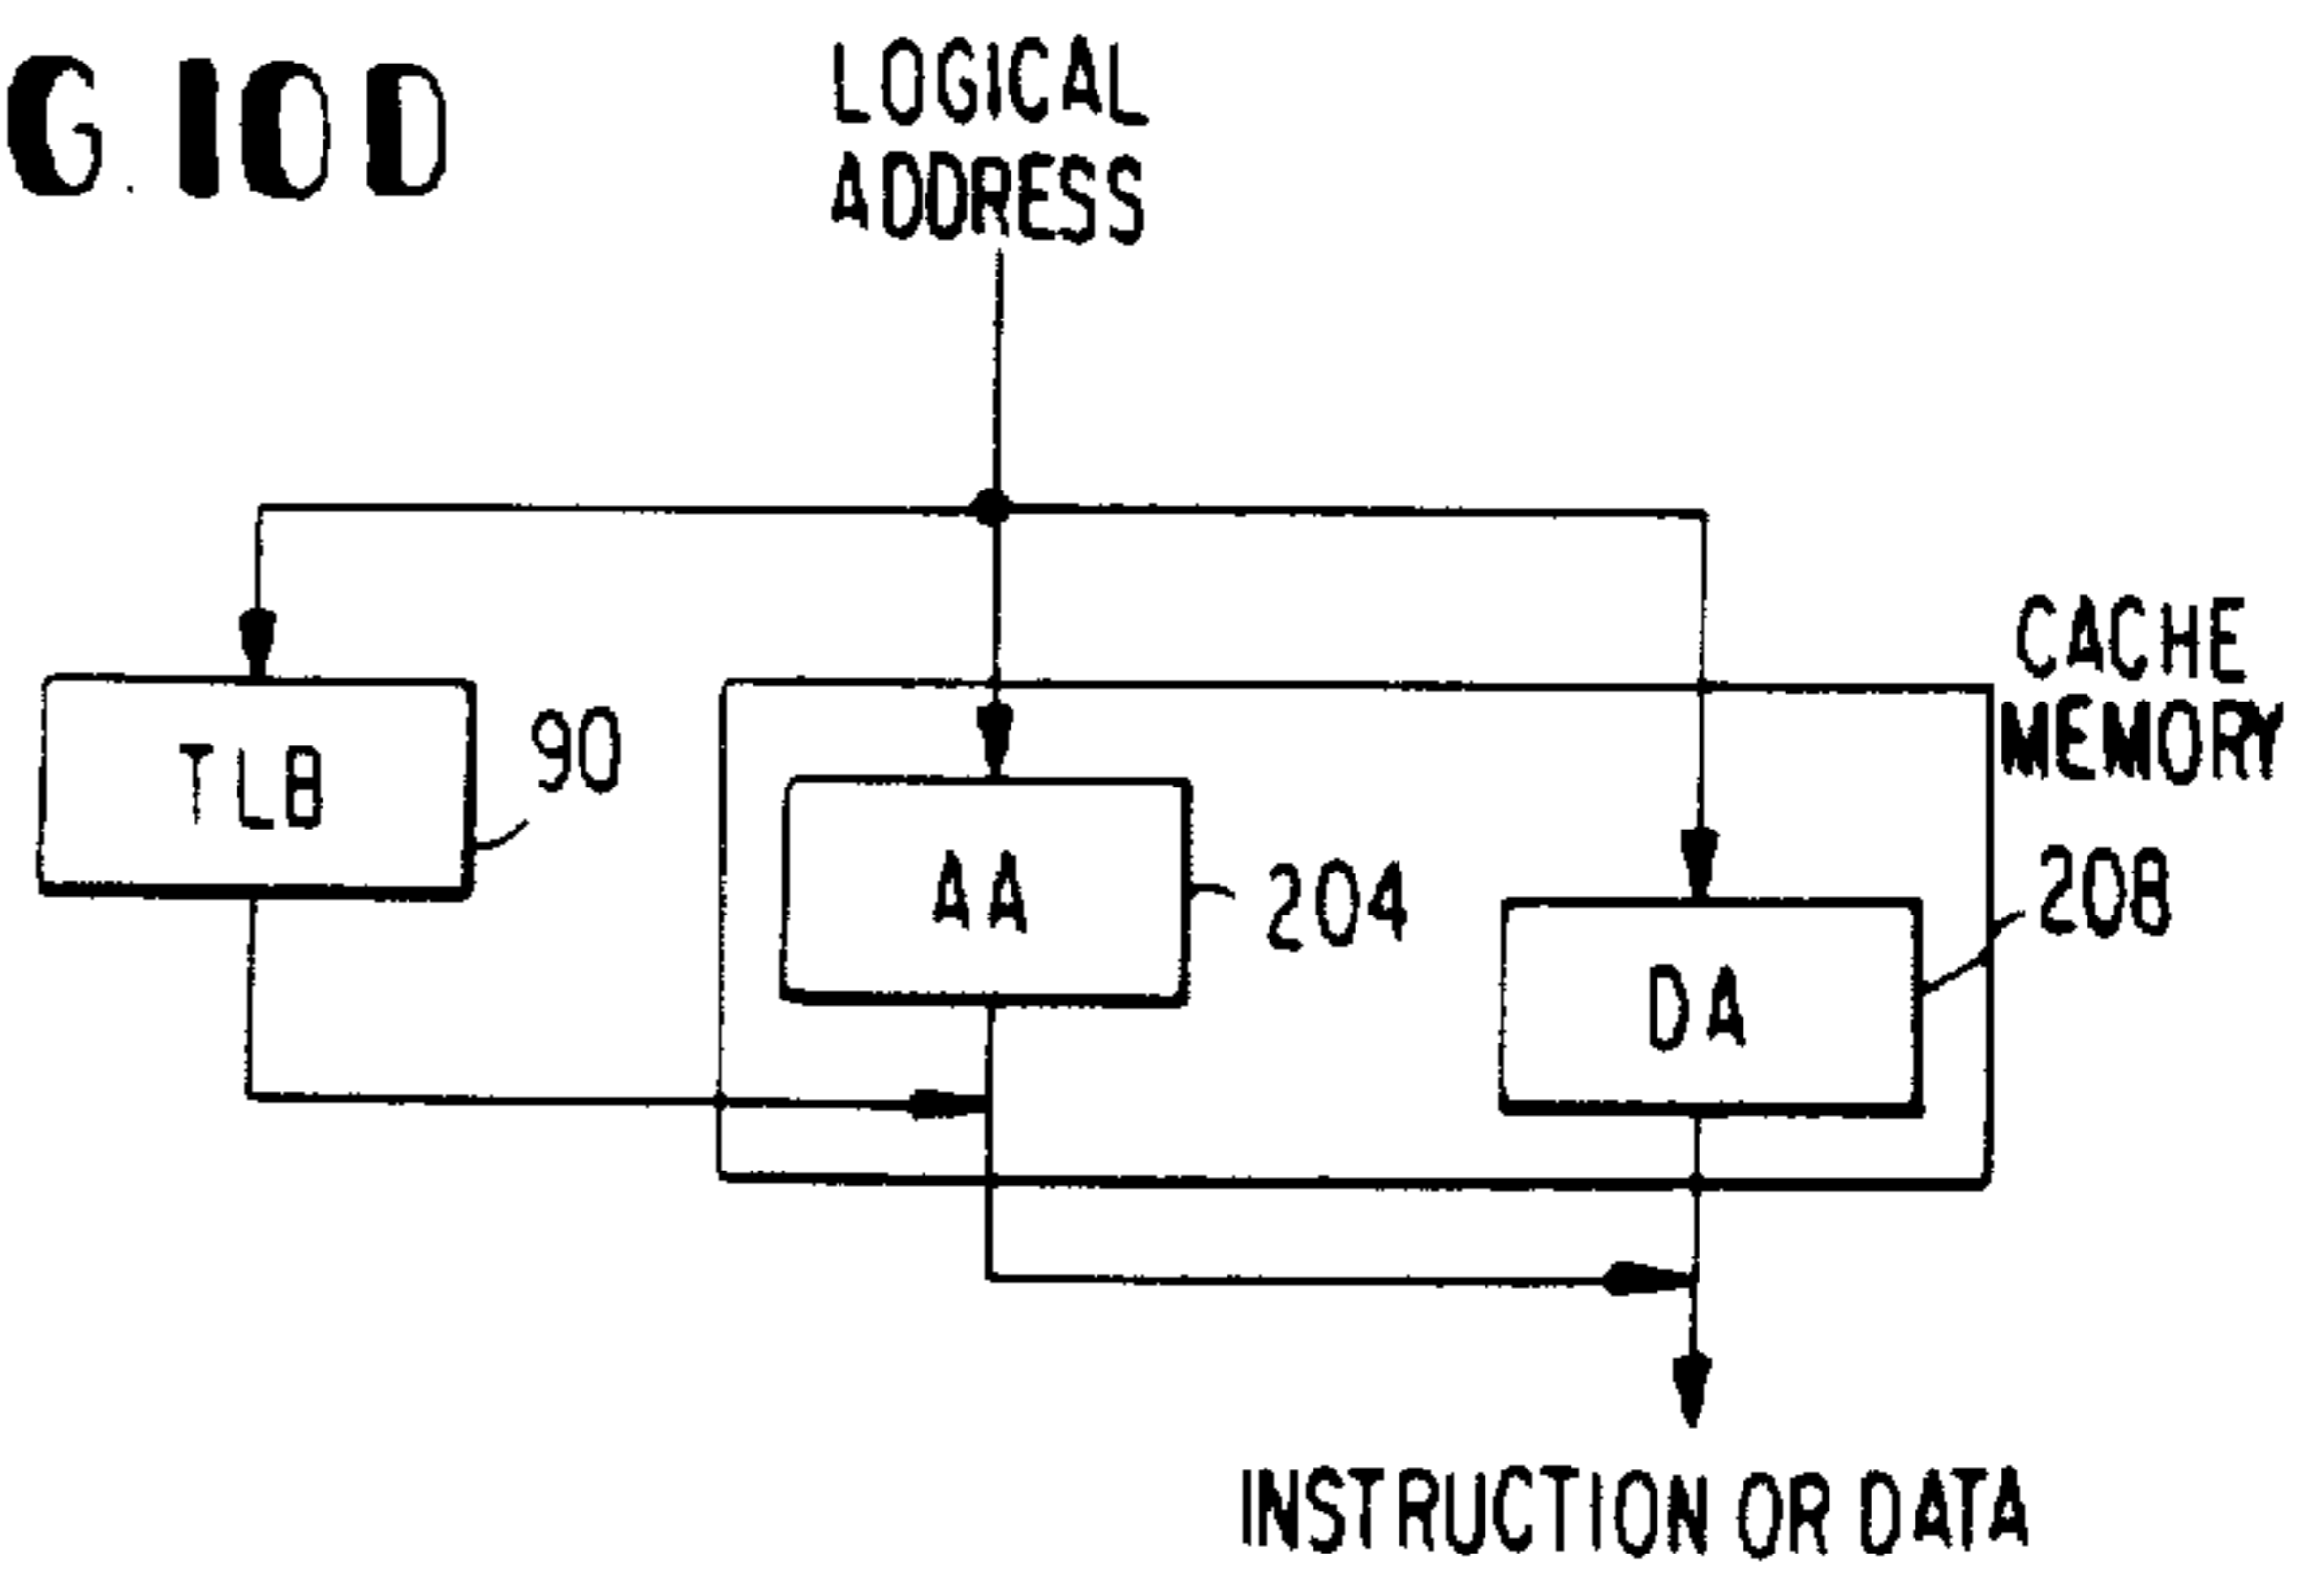 G. 10D
LOGICAL
ADDRESS
CACHE
MEMORY
TLB
90
AA
204
208
DA
INSTRUCTION OR DATA